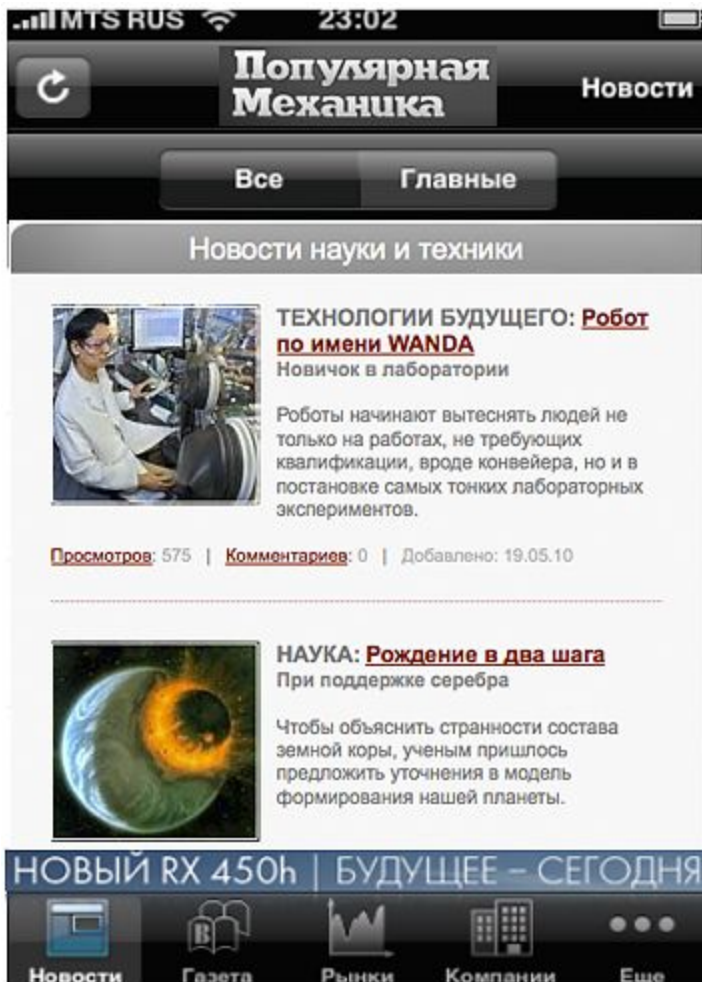 MTS RUS 23:02
Популярная
Механика
Новости
Все Главные
Новости науки и техники
ТЕХНОЛОГИИ БУДУЩЕГО: Робот
по имени WANDA
Новичок в лаборатории
Роботы начинают вытеснять людей не
только на работах, не требующих
квалификации, вроде конвейера, но и в
постановке самых тонких лабораторных
экспериментов.
Просмотров: 575 | Комментариев: 0 | Добавлено: 19.05.10
НАУКА: Рождение в два шага
При поддержке серебра
Чтобы объяснить странности состава
земной коры, ученым пришлось
предложить уточнения в модель
формирования нашей планеты.
НОВЫЙ RX 450h | БУДУЩЕЕ – СЕГОДНЯ
B
Новости Газета Рынки Компании Еще